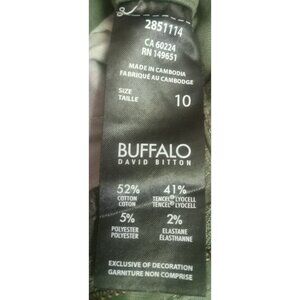 2851114
CA 60224
RN 149651
MADE IN CAMBODIA
FABRIQUÉ AU CAMBODGE
SIZE
TAILLE 10
BUFFALO
DAVID BITTON
52% 41%
COTTON TENCEL® LYOCELL
COTON TENCEL® LYOCELL
5% 2%
POLYESTER ELASTANE
POLYÉSTER ÉLASTHANNE
EXCLUSIVE OF DECORATION
GARNITURE NON COMPRISE